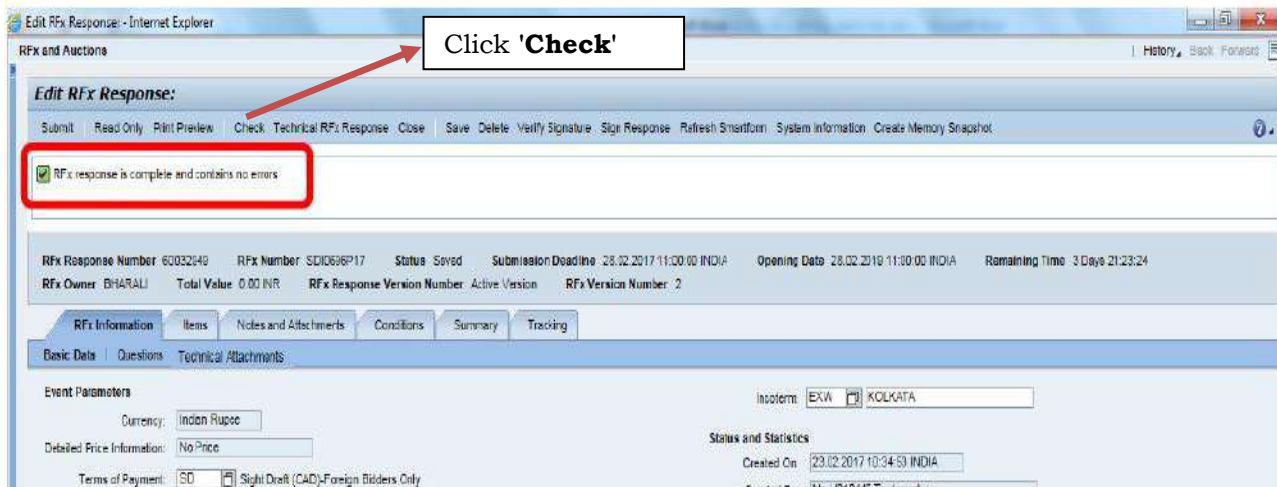 Edit RFx Response: - Internet Explorer
Click 'Check'
RFx and Auctions
History Back Forward
Edit RFx Response:
Submit Read Only Print Preview Check Technical RFx Response Close Save Delete Verify Signature Sign Response Refresh Smartform System Information Create Memory Snapshot
RFx response is complete and contains no errors
RFx Response Number 60032949 RFx Number SDI0696P17 Status Saved Submission Deadline 28.02.2017 11:00:00 INDIA Opening Date 28.02.2019 11:00:00 INDIA Remaining Time 3 Days 21:23:24
RFx Owner BHARALI Total Value 0.00 INR RFx Response Version Number Active Version RFx Version Number 2
RFx Information Items Notes and Attachments Conditions Summary Tracking
Basic Data Questions Technical Attachments
Event Parameters
Incoterm: EXW KOLKATA
Currency: Indian Rupee
Status and Statistics
Detailed Price Information: No Price
Created On 23.02.2017 10:34:53 INDIA
Terms of Payment: SD Sight Draft (CAD)-Foreign Bidders Only